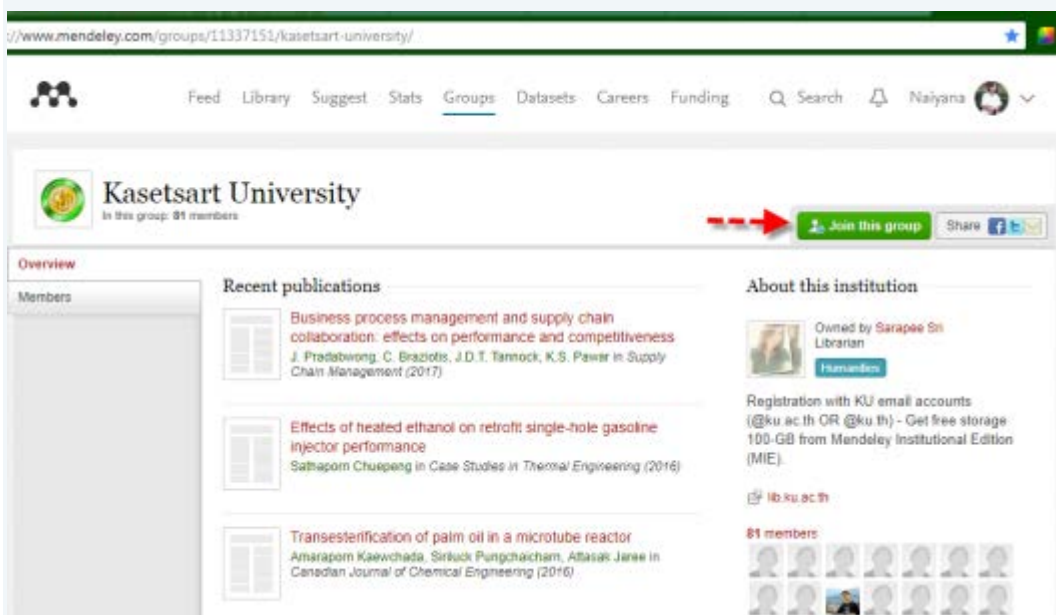 ://www.mendeley.com/groups/11337151/kasetsart-university/
Feed Library Suggest Stats Groups Datasets Careers Funding Search Naiyana
Kasetsart University
In this group: 81 members
Join this group Share
Overview
Members
Recent publications
Business process management and supply chain
collaboration: effects on performance and competitiveness
J. Pradabwong, C. Braziotis, J.D.T. Tannock, K.S. Pawar in Supply
Chain Management (2017)
Effects of heated ethanol on retrofit single-hole gasoline
injector performance
Sathaporn Chuepeng in Case Studies in Thermal Engineering (2016)
Transesterification of palm oil in a microtube reactor
Amaraporn Kaewchada, Sirluck Pungchaicharn, Attasak Jaree in
Canadian Journal of Chemical Engineering (2016)
About this institution
Owned by Sarapee Sri
Librarian
Humanities
Registration with KU email accounts
(@ku.ac.th OR @ku.th) - Get free storage
100-GB from Mendeley Institutional Edition
(MIE).
lib.ku.ac.th
81 members